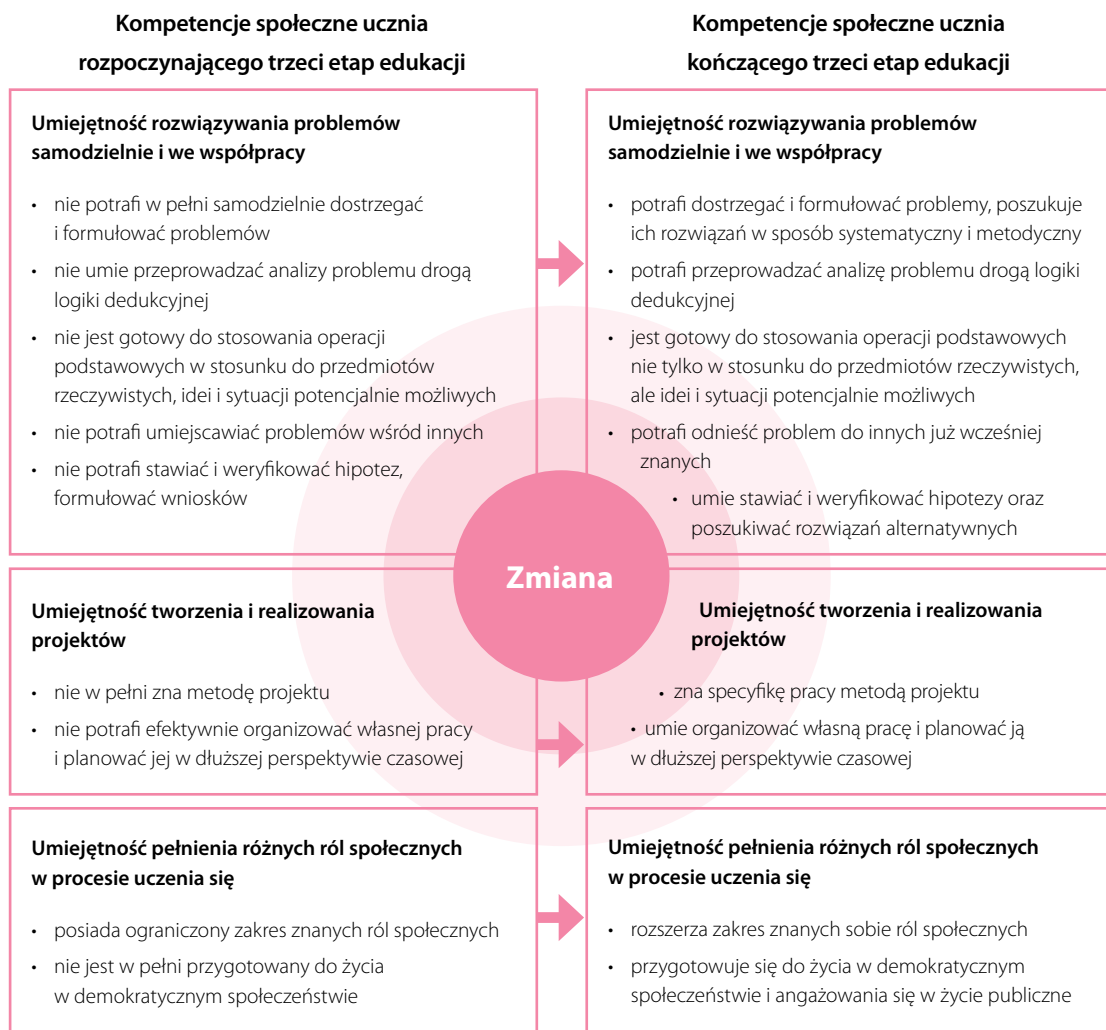 Kompetencje społeczne ucznia
rozpoczynającego trzeci etap edukacji
Umiejętność rozwiązywania problemów
samodzielnie i we współpracy
• nie potrafi w pełni samodzielnie dostrzegać
i formułować problemów
• nie umie przeprowadzać analizy problemu drogą
logiki dedukcyjnej
• nie jest gotowy do stosowania operacji
podstawowych w stosunku do przedmiotów
rzeczywistych, idei i sytuacji potencjalnie możliwych
• nie potrafi umiejscawiać problemów wśród innych
• nie potrafi stawiać i weryfikować hipotez,
formułować wniosków
Umiejętność tworzenia i realizowania
projektów
• nie w pełni zna metodę projektu
• nie potrafi efektywnie organizować własnej pracy
i planować jej w dłuższej perspektywie czasowej
Umiejętność pełnienia różnych ról społecznych
w procesie uczenia się
• posiada ograniczony zakres znanych ról społecznych
• nie jest w pełni przygotowany do życia
w demokratycznym społeczeństwie
Zmiana
Kompetencje społeczne ucznia
kończącego trzeci etap edukacji
Umiejętność rozwiązywania problemów
samodzielnie i we współpracy
• potrafi dostrzegać i formułować problemy, poszukuje
ich rozwiązań w sposób systematyczny i metodyczny
• potrafi przeprowadzać analizę problemu drogą logiki
dedukcyjnej
• jest gotowy do stosowania operacji podstawowych
nie tylko w stosunku do przedmiotów rzeczywistych,
ale idei i sytuacji potencjalnie możliwych
• potrafi odnieść problem do innych już wcześniej
znanych
• umie stawiać i weryfikować hipotezy oraz
poszukiwać rozwiązań alternatywnych
Umiejętność tworzenia i realizowania
projektów
• zna specyfikę pracy metodą projektu
• umie organizować własną pracę i planować ją
w dłuższej perspektywie czasowej
Umiejętność pełnienia różnych ról społecznych
w procesie uczenia się
• rozszerza zakres znanych sobie ról społecznych
• przygotowuje się do życia w demokratycznym
społeczeństwie i angażowania się w życie publiczne